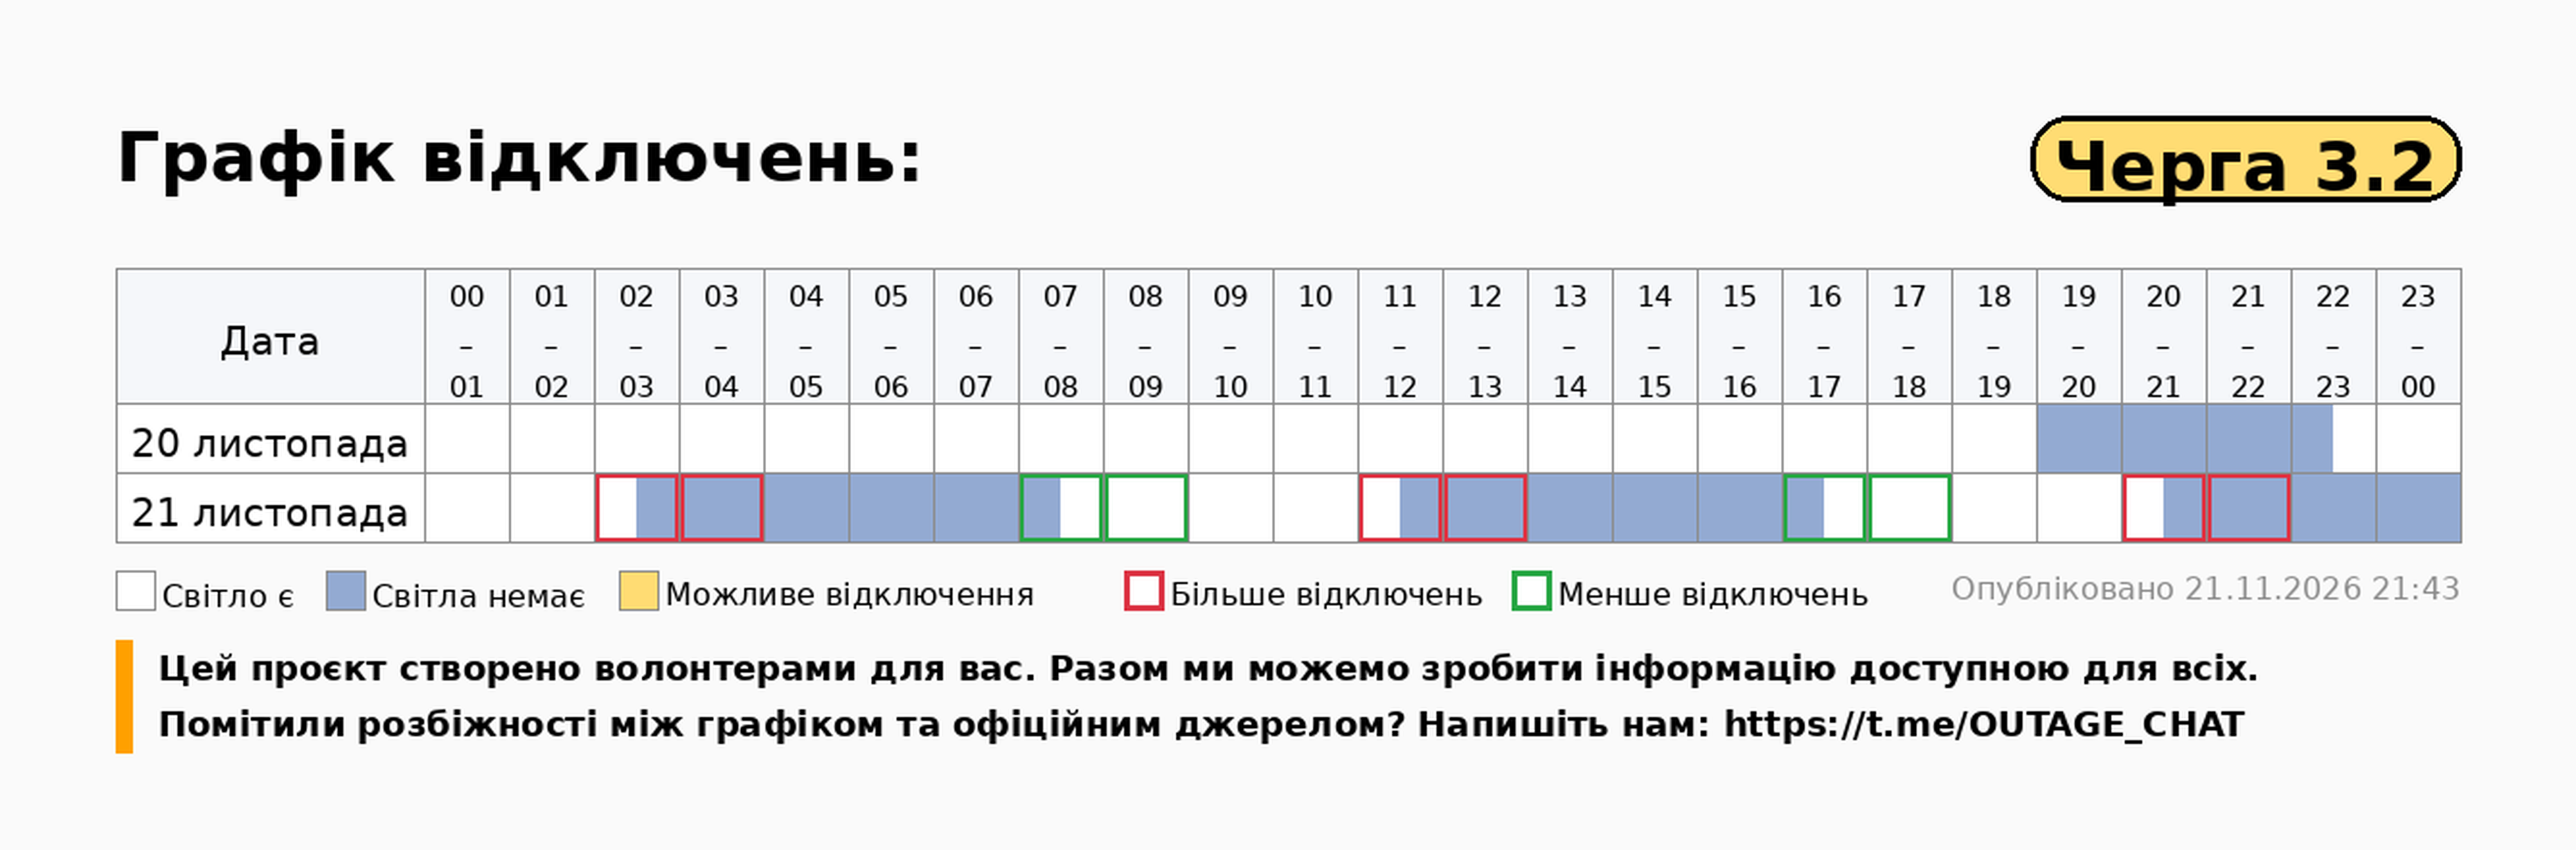 Графік відключень:
Черга 3.2
Дата
00 – 01
01 – 02
02 – 03
03 – 04
04 – 05
05 – 06
06 – 07
07 – 08
08 – 09
09 – 10
10 – 11
11 – 12
12 – 13
13 – 14
14 – 15
15 – 16
16 – 17
17 – 18
18 – 19
19 – 20
20 – 21
21 – 22
22 – 23
23 – 00
20 листопада
21 листопада
Світло є
Світла немає
Можливе відключення
Більше відключень
Менше відключень
Опубліковано 21.11.2026 21:43
Цей проєкт створено волонтерами для вас. Разом ми можемо зробити інформацію доступною для всіх.
Помітили розбіжності між графіком та офіційним джерелом? Напишіть нам: https://t.me/OUTAGE_CHAT